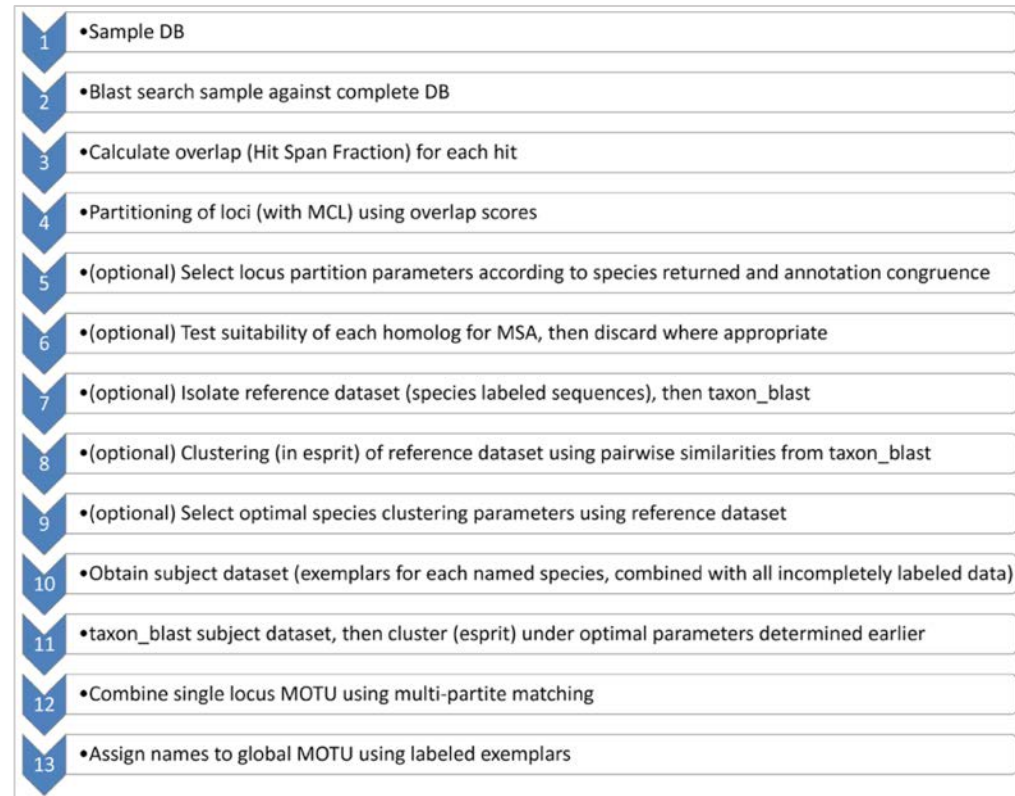 1 •Sample DB
2 •Blast search sample against complete DB
3 •Calculate overlap (Hit Span Fraction) for each hit
4 •Partitioning of loci (with MCL) using overlap scores
5 •(optional) Select locus partition parameters according to species returned and annotation congruence
6 •(optional) Test suitability of each homolog for MSA, then discard where appropriate
7 •(optional) Isolate reference dataset (species labeled sequences), then taxon_blast
8 •(optional) Clustering (in esprit) of reference dataset using pairwise similarities from taxon_blast
9 •(optional) Select optimal species clustering parameters using reference dataset
10 •Obtain subject dataset (exemplars for each named species, combined with all incompletely labeled data)
11 •taxon_blast subject dataset, then cluster (esprit) under optimal parameters determined earlier
12 •Combine single locus MOTU using multi-partite matching
13 •Assign names to global MOTU using labeled exemplars